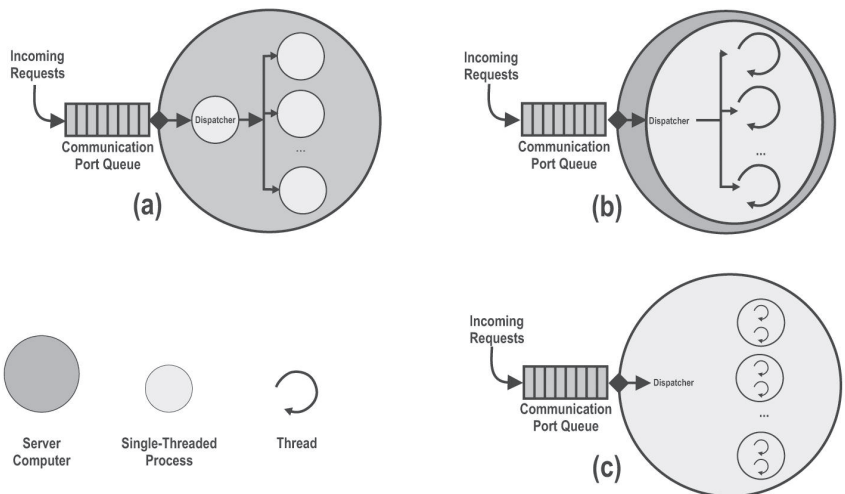 Incoming
Requests
Dispatcher
Communication
Port Queue
...
(a)
Incoming
Requests
Dispatcher
Communication
Port Queue
...
(b)
Incoming
Requests
Dispatcher
Communication
Port Queue
...
(c)
Server
Computer
Single-Threaded
Process
Thread